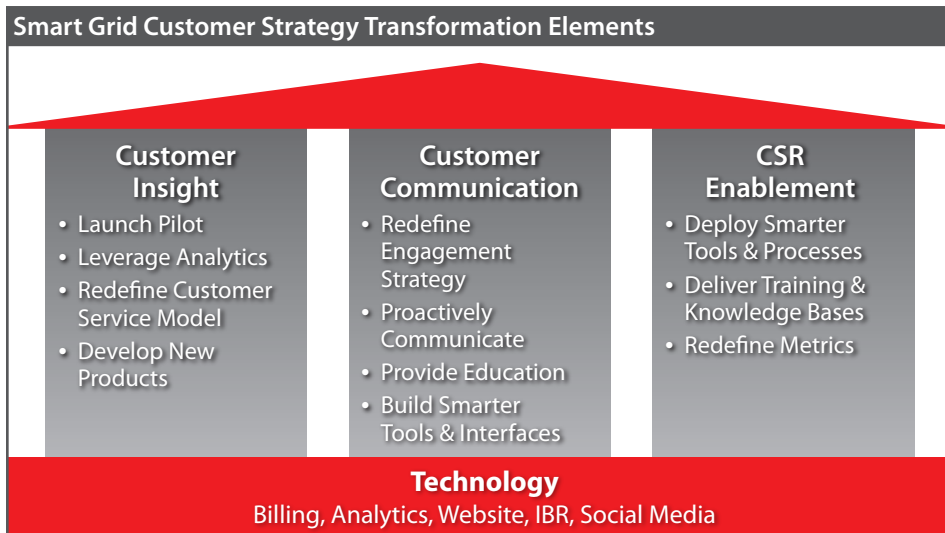 Smart Grid Customer Strategy Transformation Elements
Customer
Insight
• Launch Pilot
• Leverage Analytics
• Redefine Customer
Service Model
• Develop New
Products
Customer
Communication
• Redefine
Engagement
Strategy
• Proactively
Communicate
• Provide Education
• Build Smarter
Tools & Interfaces
CSR
Enablement
• Deploy Smarter
Tools & Processes
• Deliver Training &
Knowledge Bases
• Redefine Metrics
Technology
Billing, Analytics, Website, IBR, Social Media